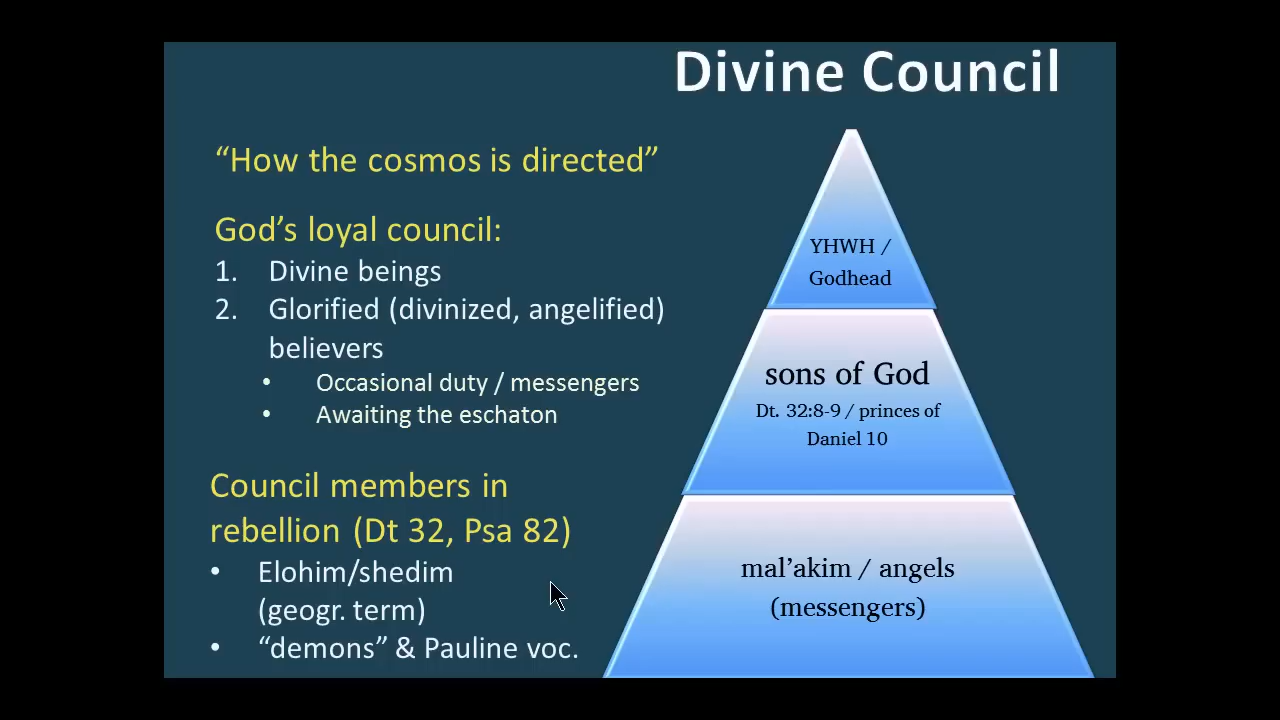 Divine Council
“How the cosmos is directed”
God’s loyal council:
1. Divine beings
2. Glorified (divinized, angelified)
believers
• Occasional duty / messengers
• Awaiting the eschaton
Council members in
rebellion (Dt 32, Psa 82)
• Elohim/shedim
(geogr. term)
• “demons” & Pauline voc.
YHWH /
Godhead
sons of God
Dt. 32:8-9 / princes of
Daniel 10
mal’akim / angels
(messengers)